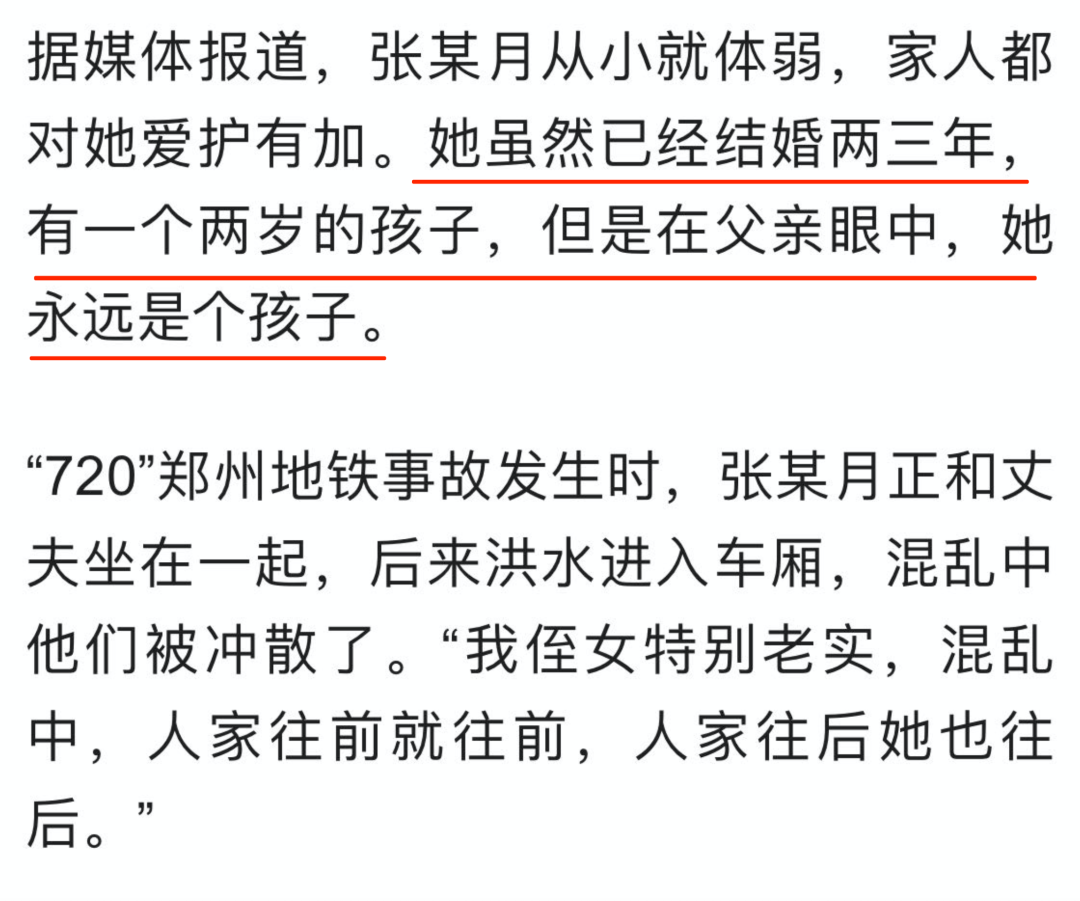 据媒体报道，张某月从小就体弱，家人都
对她爱护有加。她虽然已经结婚两三年，
有一个两岁的孩子，但是在父亲眼中，她
永远是个孩子。
“720”郑州地铁事故发生时，张某月正和丈
夫坐在一起，后来洪水进入车厢，混乱中
他们被冲散了。“我侄女特别老实，混乱
中，人家往前就往前，人家往后她也往
后。”